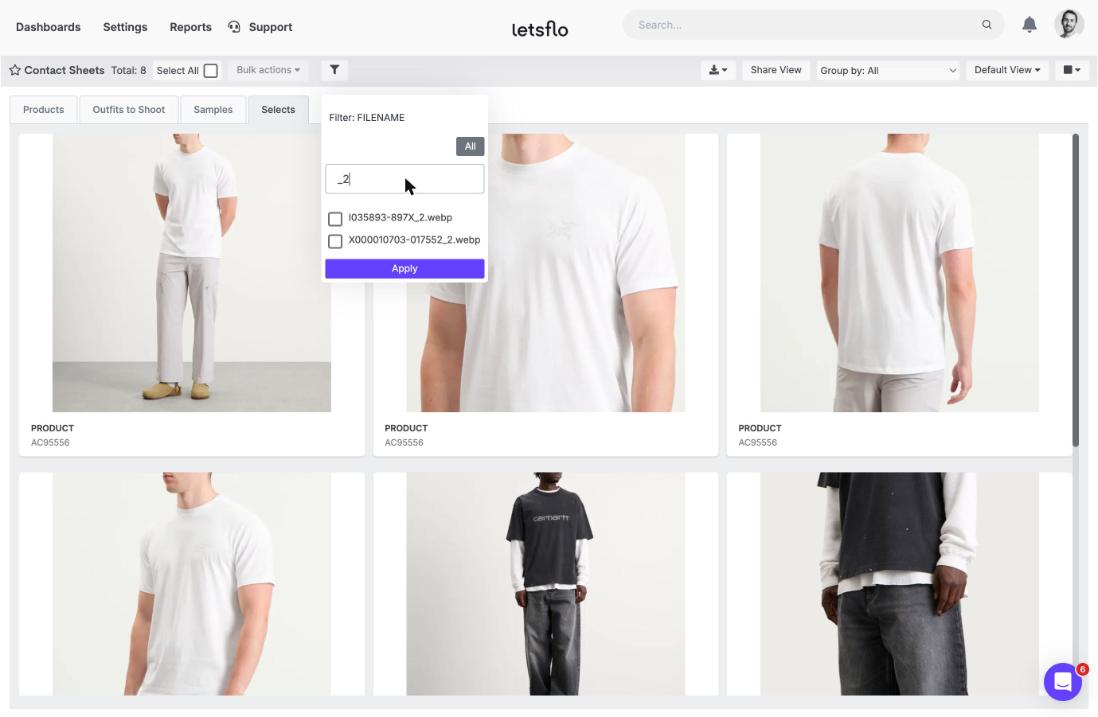 Dashboards Settings Reports Support letsflo Search...
Contact Sheets Total: 8 Select All Bulk actions Share View Group by: All Default View
Products Outfits to Shoot Samples Selects
Filter: FILENAME
All
_2
I035893-897X_2.webp
X000010703-017552_2.webp
Apply
PRODUCT
AC95556
PRODUCT
AC95556
PRODUCT
AC95556
carhartt
6